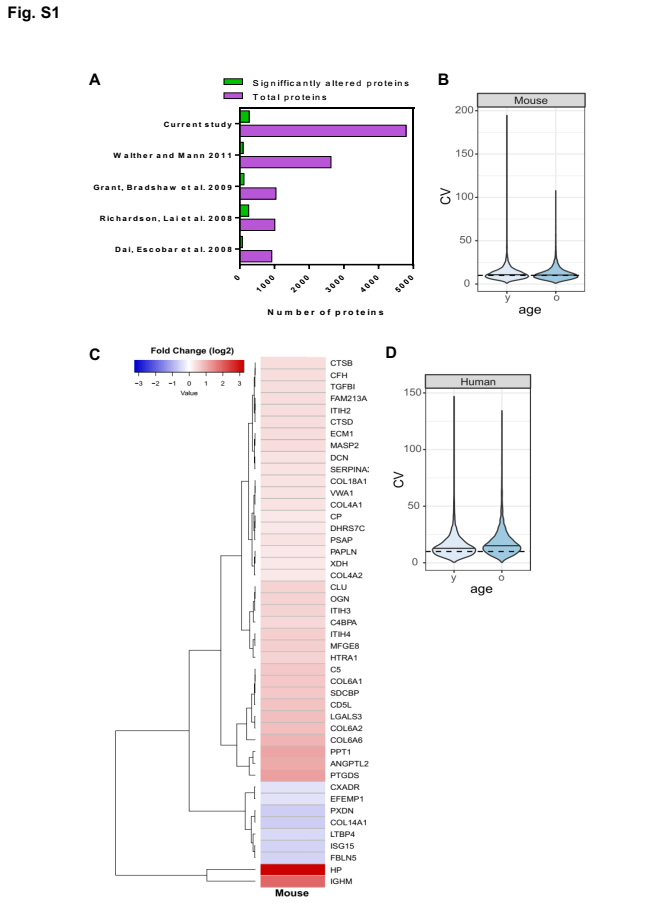 Fig. S1
A
Signifficantly altered proteins
Total proteins
Current study
Walther and Mann 2011
Grant, Bradshaw et al. 2009
Richardson, Lai et al. 2008
Dai, Escobar et al. 2008
0 1000 2000 3000 4000 5000
Number of proteins
B
Mouse
CV
200
150
100
50
0
y o
age
C
Fold Change (log2)
−3 −2 −1 0 1 2 3
Value
CTSB
CFH
TGFBI
FAM213A
ITIH2
CTSD
ECM1
MASP2
DCN
SERPINA
COL18A1
VWA1
COL4A1
CP
DHRS7C
PSAP
PAPLN
XDH
COL4A2
CLU
OGN
ITIH3
C4BPA
ITIH4
MFGE8
HTRA1
C5
COL6A1
SDCBP
CD5L
LGALS3
COL6A2
COL6A6
PPT1
ANGPTL2
PTGDS
CXADR
EFEMP1
PXDN
COL14A1
LTBP4
ISG15
FBLN5
HP
IGHM
Mouse
D
Human
CV
150
100
50
0
y o
age